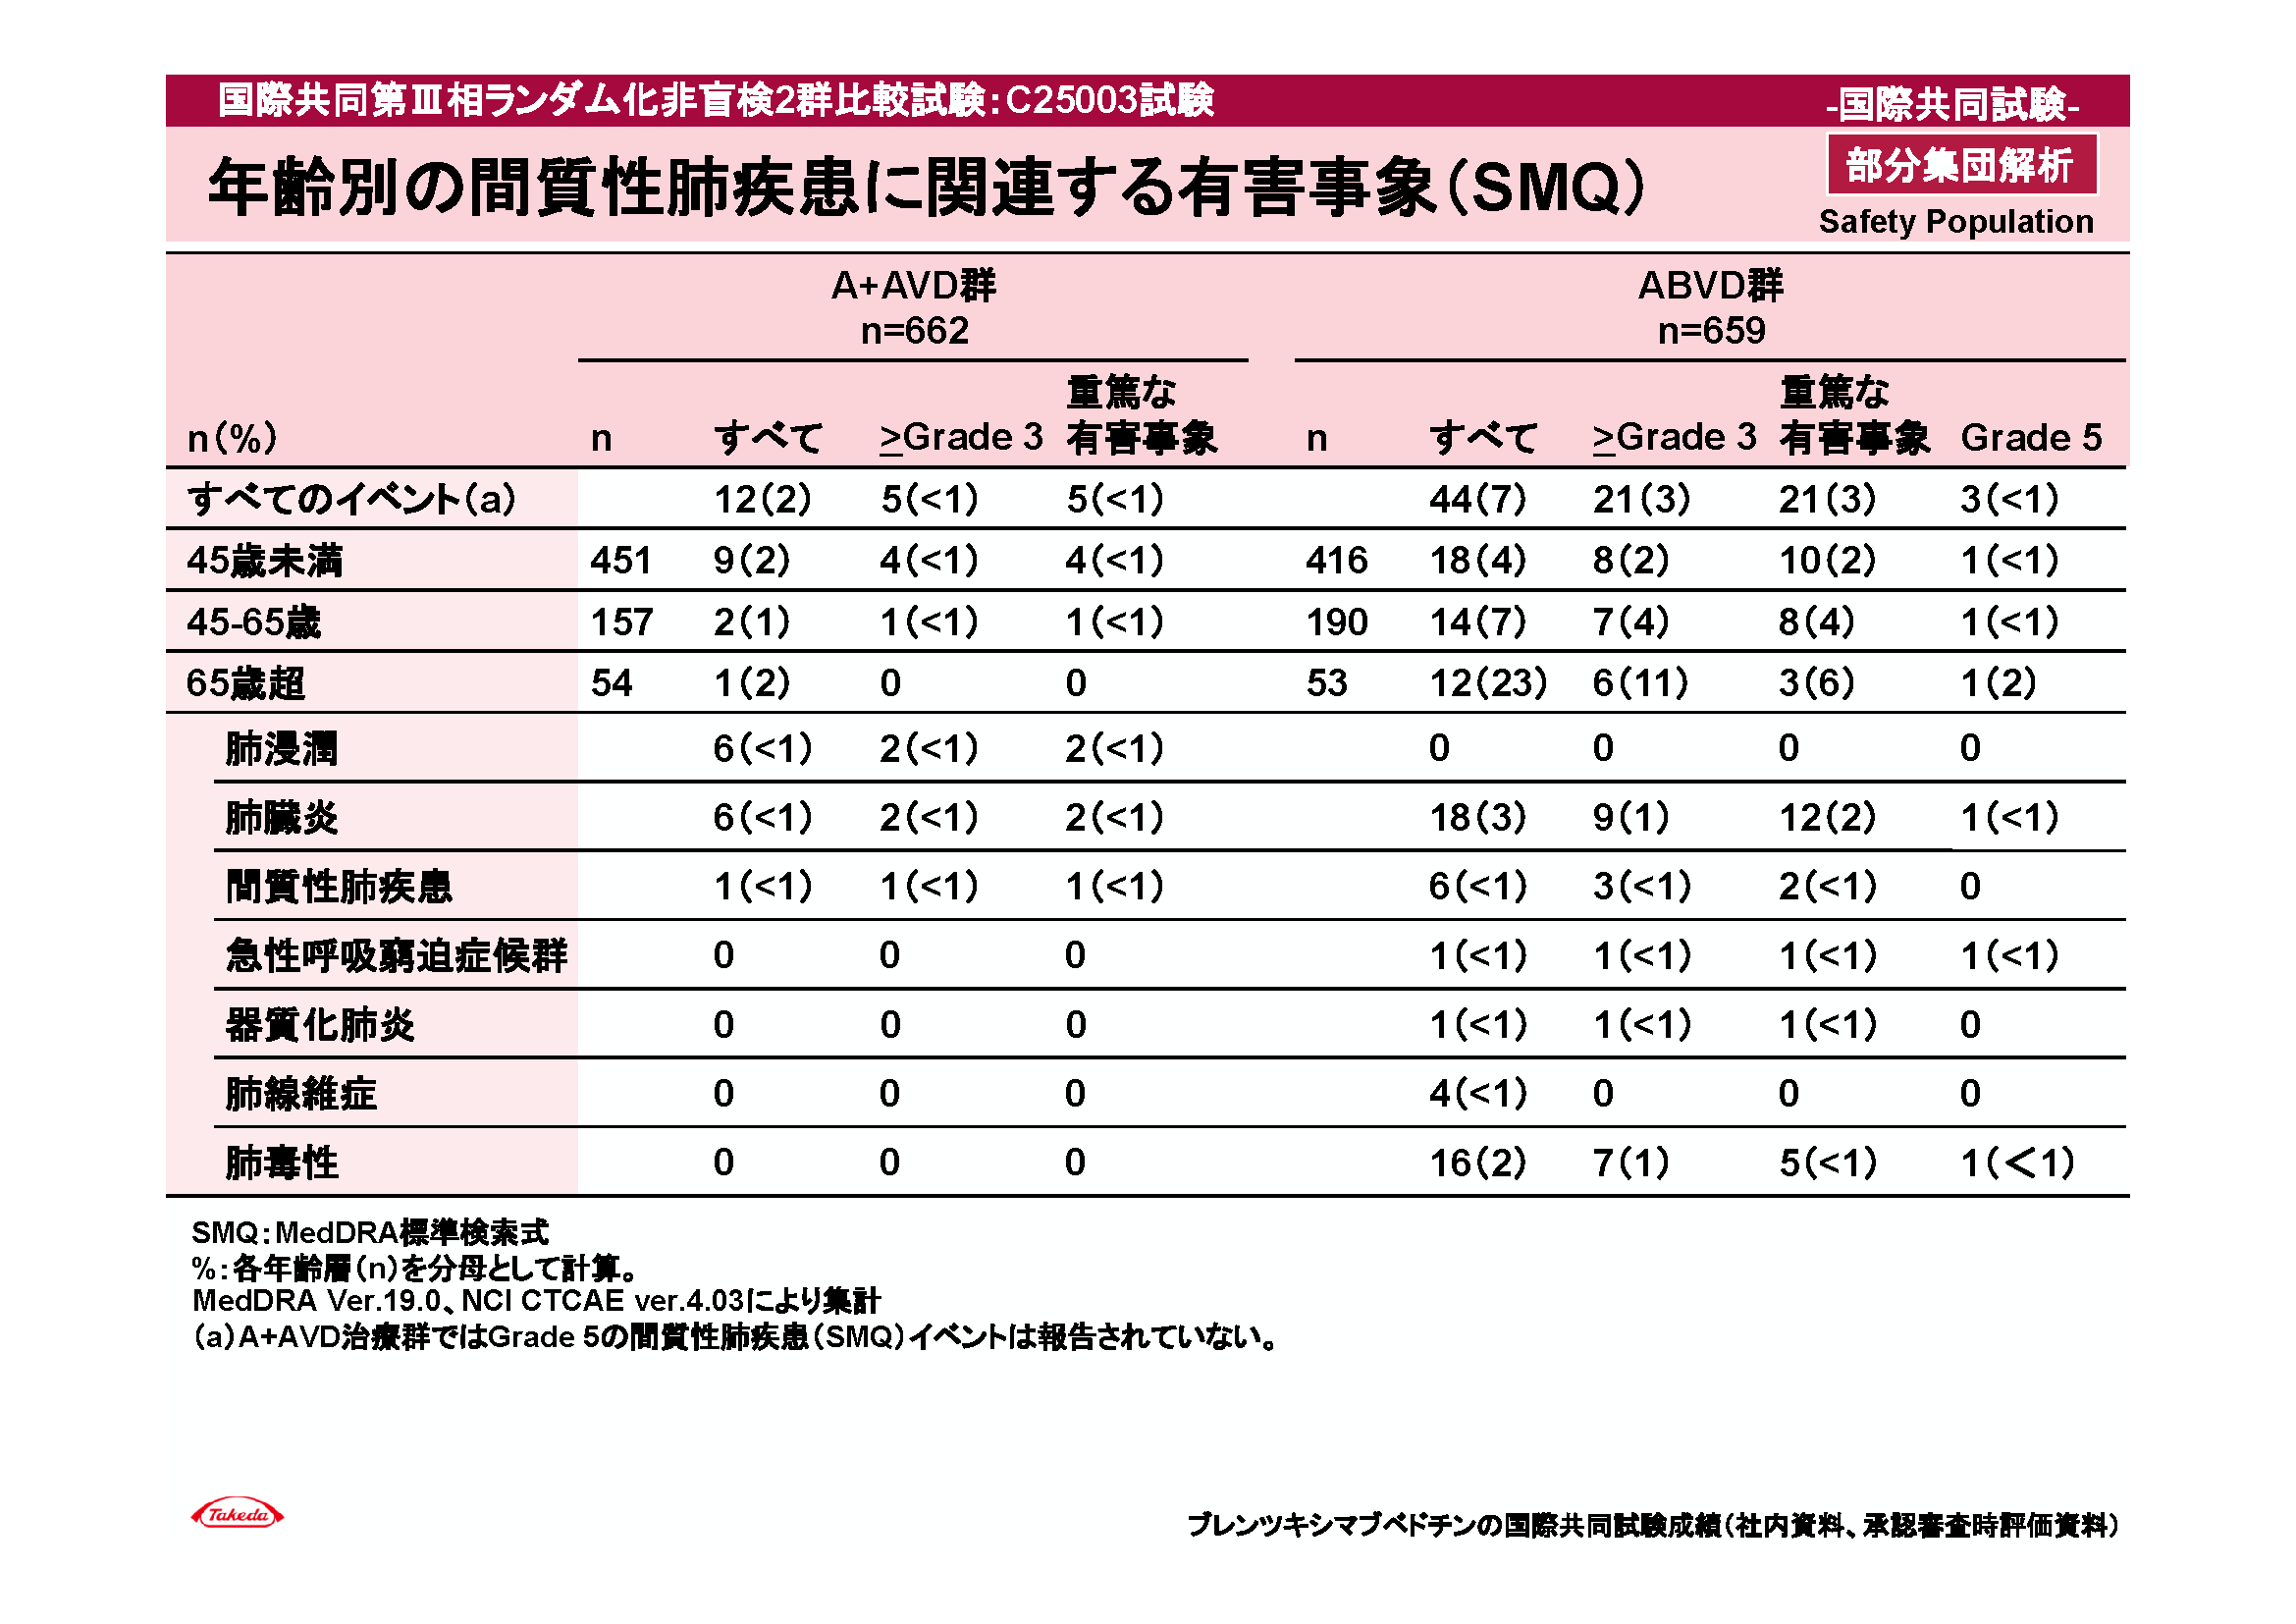 国際共同第Ⅲ相ランダム化非盲検2群比較試験：C25003試験
-国際共同試験-
年齢別の間質性肺疾患に関連する有害事象（SMQ）
部分集団解析
Safety Population
A+AVD群 ABVD群
n=662 n=659
重篤な 重篤な
n（%） n すべて ≥Grade 3 有害事象 n すべて ≥Grade 3 有害事象 Grade 5
すべてのイベント（a） 12（2） 5（<1） 5（<1） 44（7） 21（3） 21（3） 3（<1）
45歳未満 451 9（2） 4（<1） 4（<1） 416 18（4） 8（2） 10（2） 1（<1）
45-65歳 157 2（1） 1（<1） 1（<1） 190 14（7） 7（4） 8（4） 1（<1）
65歳超 54 1（2） 0 0 53 12（23） 6（11） 3（6） 1（2）
肺浸潤 6（<1） 2（<1） 2（<1） 0 0 0 0
肺臓炎 6（<1） 2（<1） 2（<1） 18（3） 9（1） 12（2） 1（<1）
間質性肺疾患 1（<1） 1（<1） 1（<1） 6（<1） 3（<1） 2（<1） 0
急性呼吸窮迫症候群 0 0 0 1（<1） 1（<1） 1（<1） 1（<1）
器質化肺炎 0 0 0 1（<1） 1（<1） 1（<1） 0
肺線維症 0 0 0 4（<1） 0 0 0
肺毒性 0 0 0 16（2） 7（1） 5（<1） 1（＜1）
SMQ：MedDRA標準検索式
%：各年齢層（n）を分母として計算。
MedDRA Ver.19.0、NCI CTCAE ver.4.03により集計
（a）A+AVD治療群ではGrade 5の間質性肺疾患（SMQ）イベントは報告されていない。
Takeda
ブレンツキシマブベドチンの国際共同試験成績（社内資料、承認審査時評価資料）